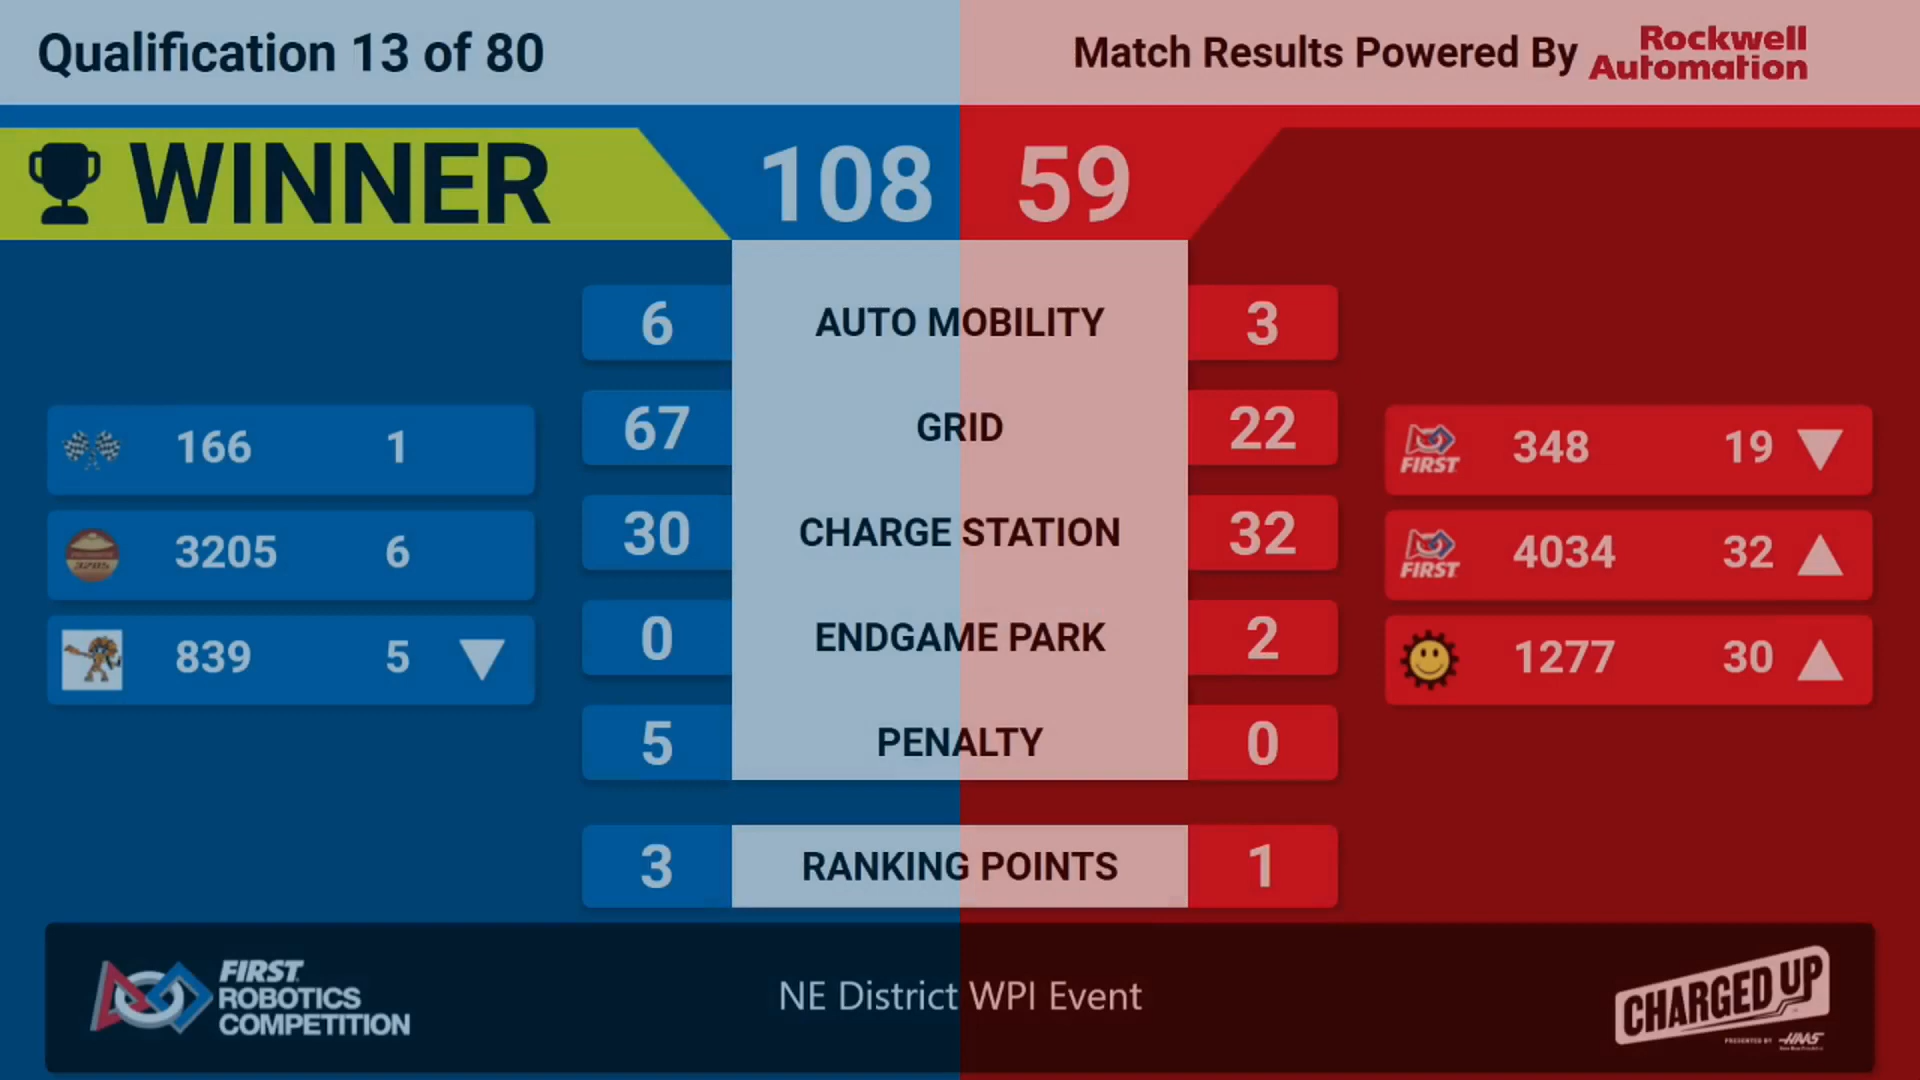 Qualification 13 of 80
Match Results Powered By Rockwell Automation
WINNER 108 59
6 AUTO MOBILITY 3
67 GRID 22
30 CHARGE STATION 32
0 ENDGAME PARK 2
5 PENALTY 0
3 RANKING POINTS 1
166 1
3205 6
839 5
FIRST 348 19
FIRST 4034 32
1277 30
FIRST
ROBOTICS
COMPETITION
NE District WPI Event
CHARGED UP
PRESENTED BY HAAS